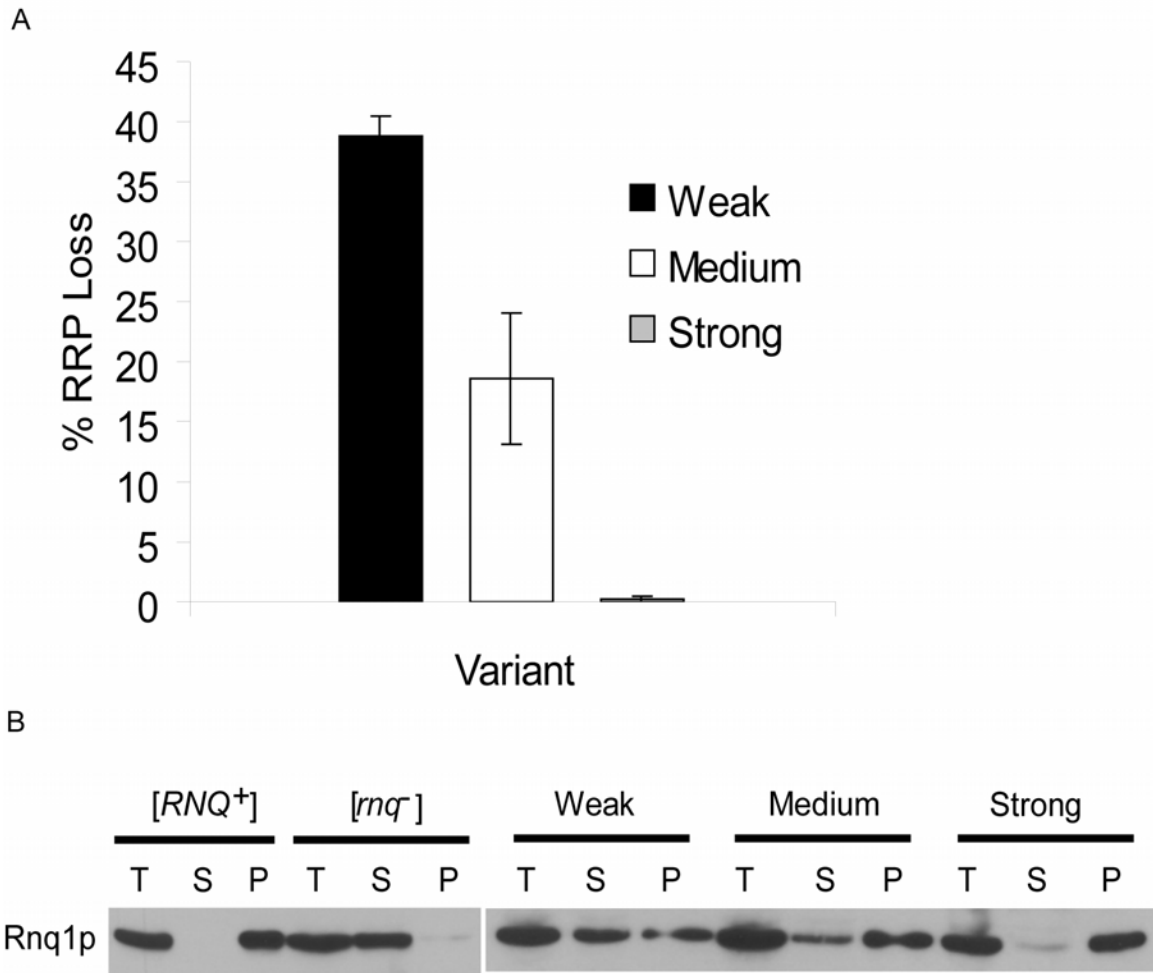 A
45
40
35
30
25
20
15
10
5
0
% RRP Loss
Weak
Medium
Strong
Variant
B
[RNQ+] [rnq-] Weak Medium Strong
T S P T S P T S P T S P T S P
Rnq1p